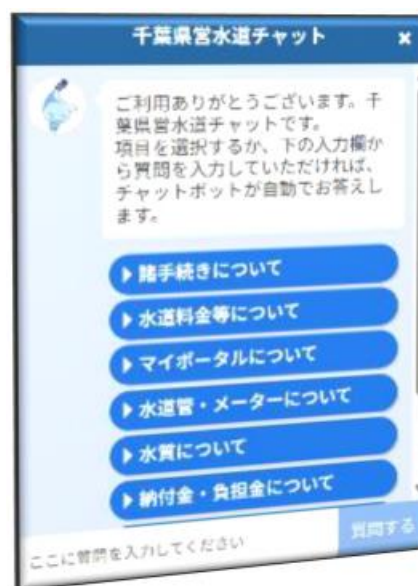 千葉県営水道チャット ×
ご利用ありがとうございます。千
葉県営水道チャットです。
項目を選択するか、下の入力欄か
ら質問を入力していただければ、
チャットボットが自動でお答えし
ます。
諸手続きについて
水道料金等について
マイポータルについて
水道管・メーターについて
水質について
納付金・負担金について
ここに質問を入力してください 質問する